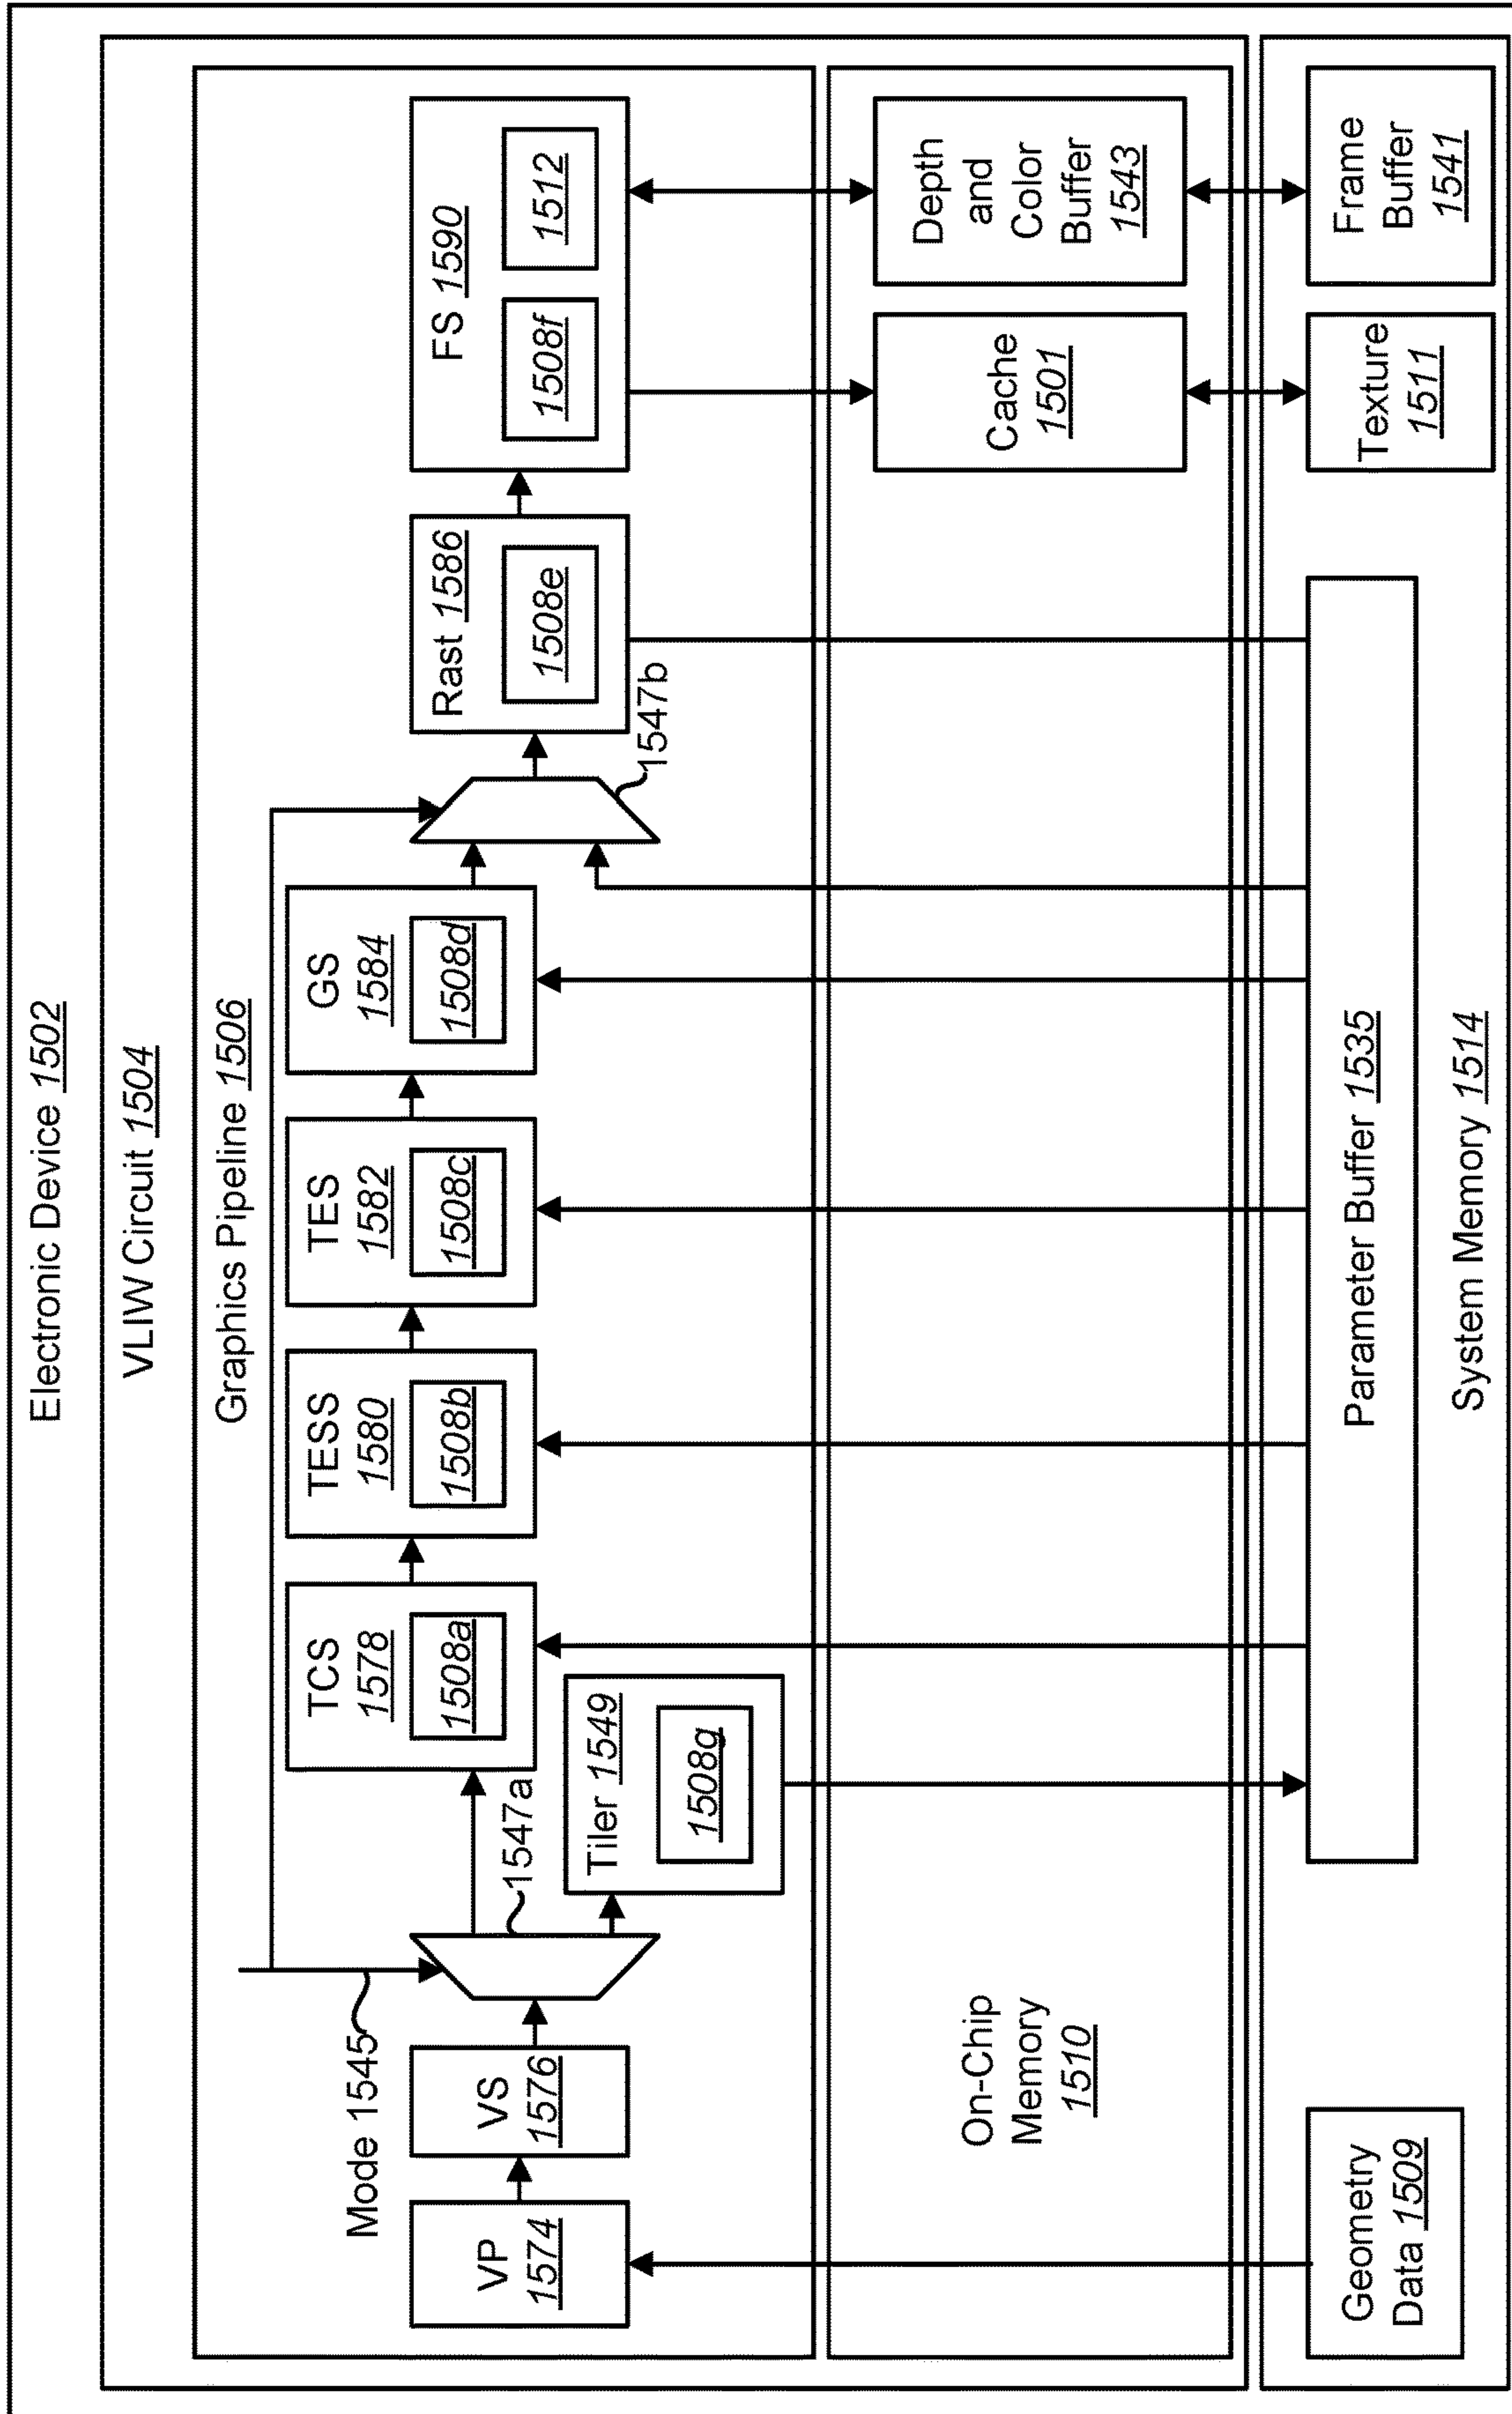 Electronic Device 1502
VLIW Circuit 1504
Graphics Pipeline 1506
Mode 1545
VP
1574
VS
1576
1547a
TCS
1578
1508a
Tiler 1549
1508g
TESS
1580
1508b
TES
1582
1508c
GS
1584
1508d
1547b
Rast 1586
1508e
FS 1590
1508f
1512
On-Chip
Memory
1510
Cache
1501
Depth
and
Color
Buffer
1543
Geometry
Data 1509
Parameter Buffer 1535
Texture
1511
Frame
Buffer
1541
System Memory 1514